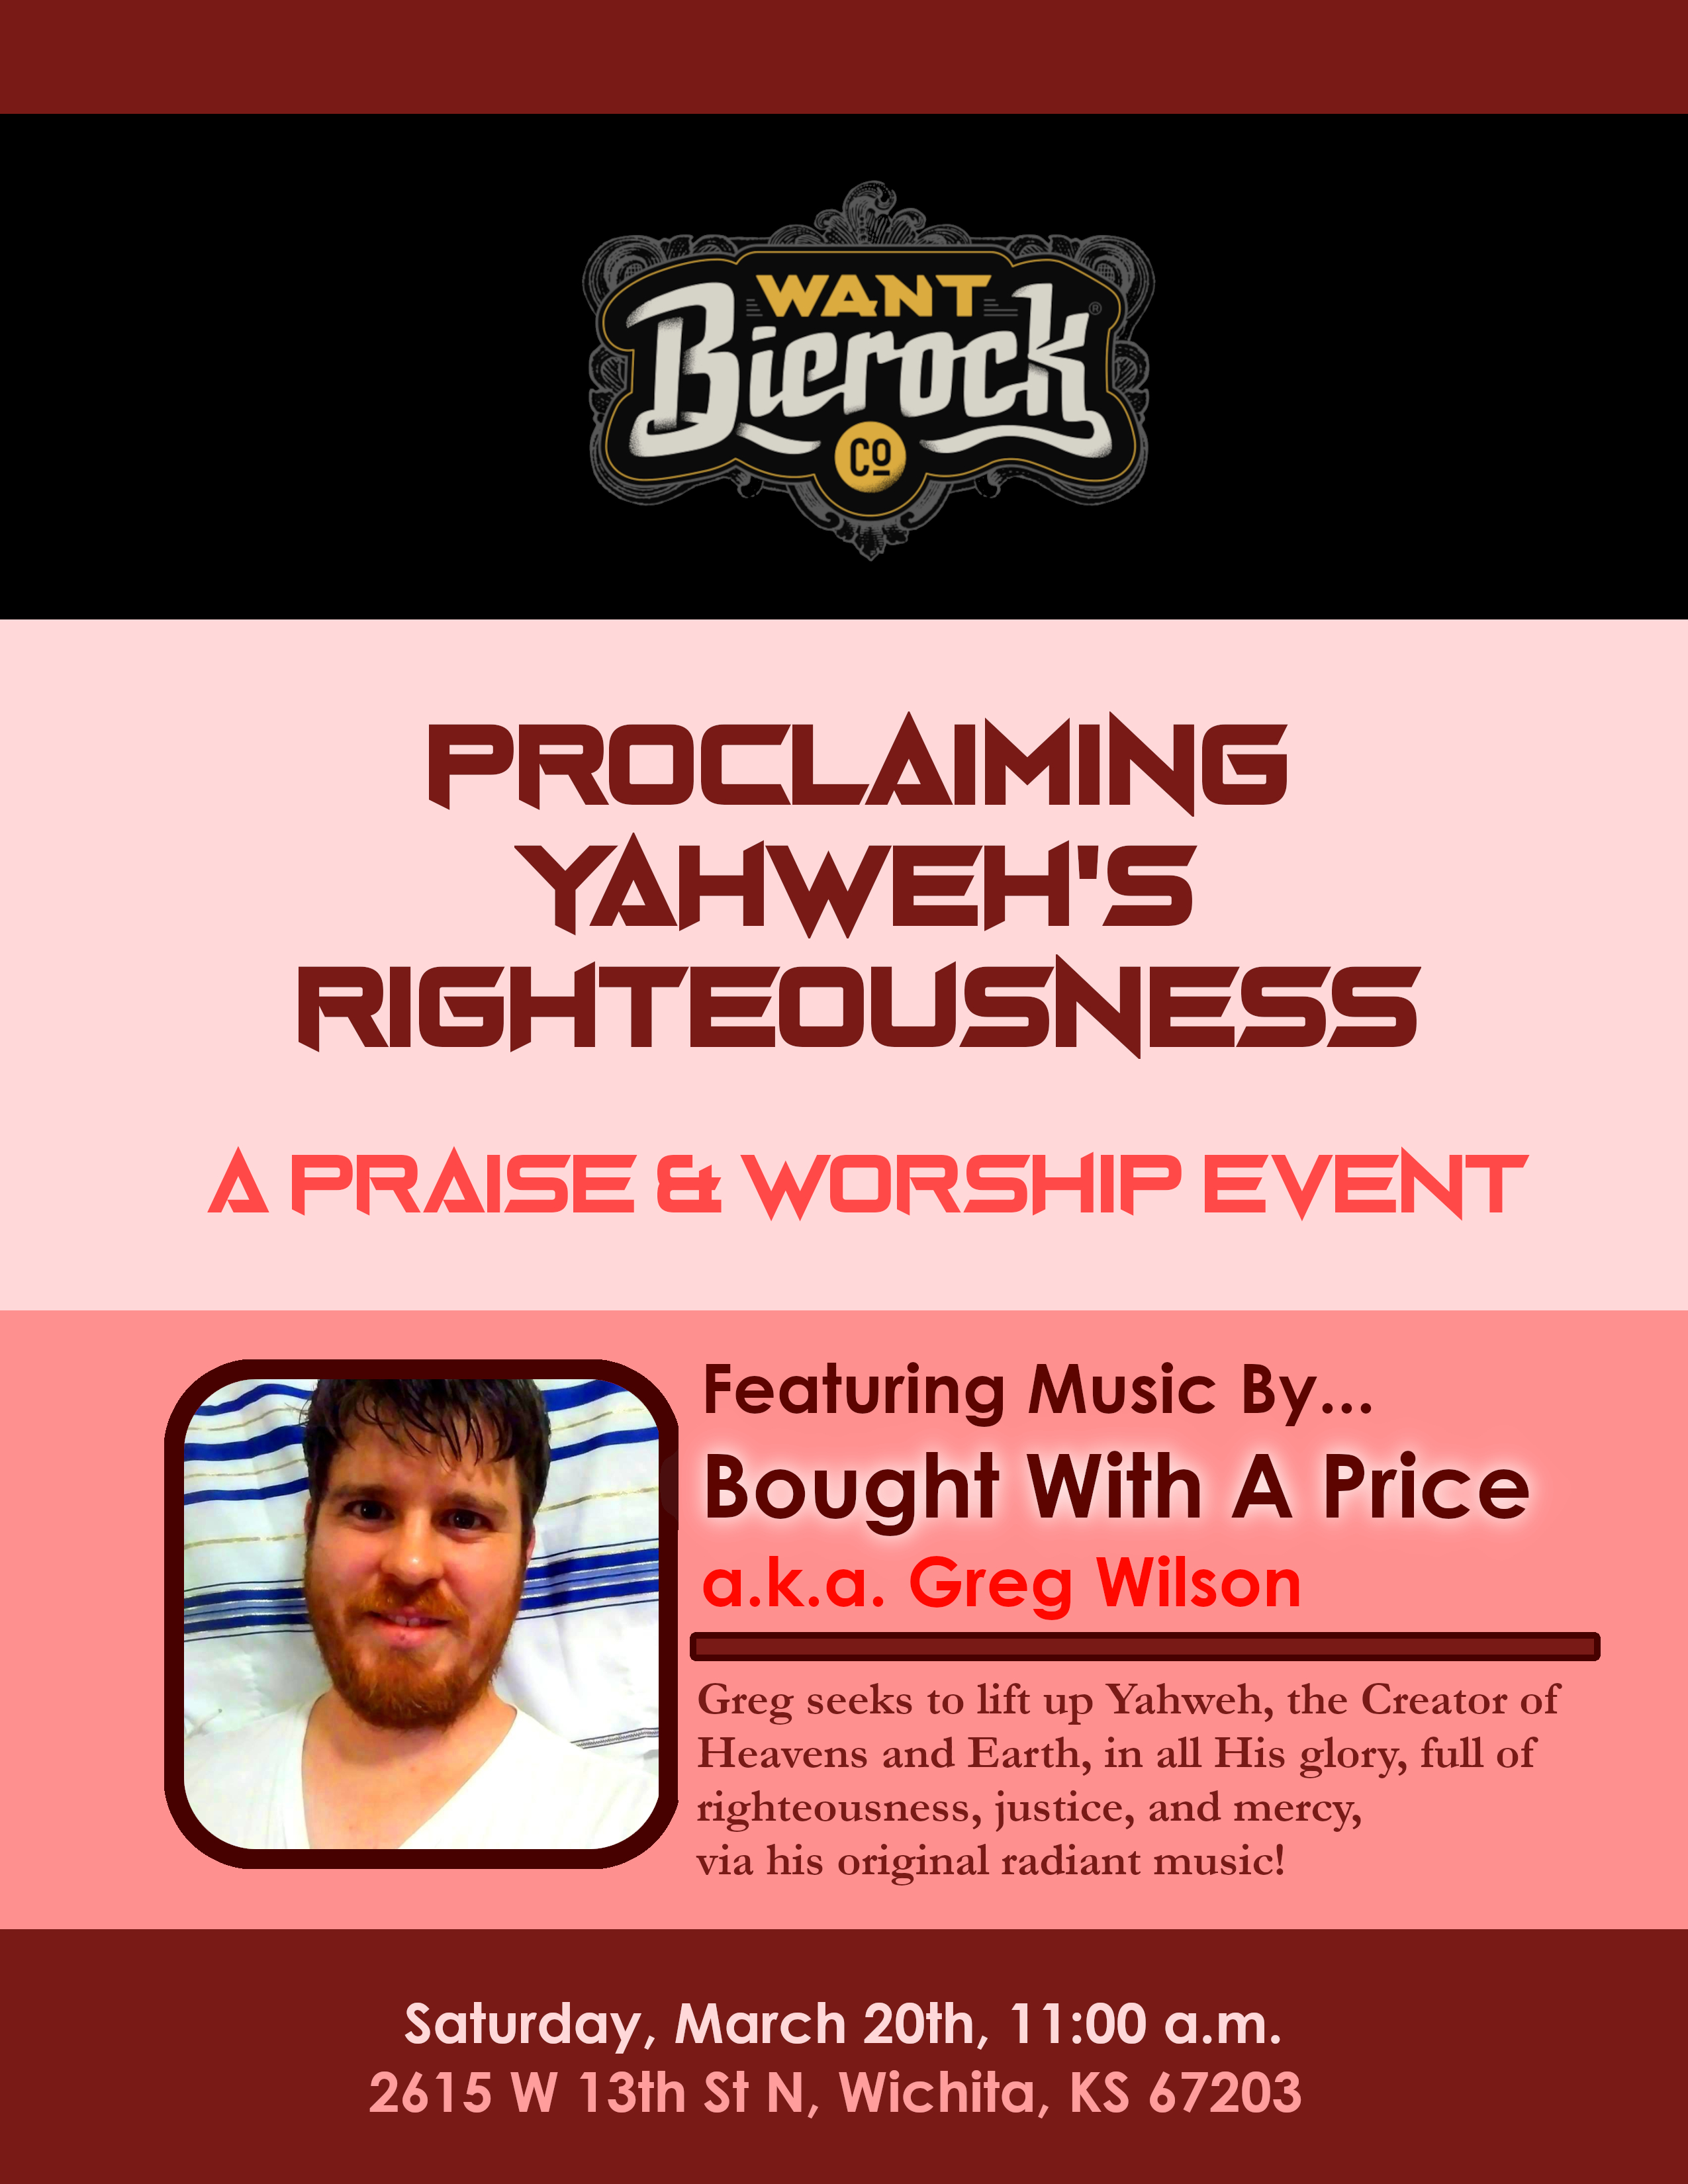 WANT
Bierock®
CO
PROCLAIMING
YAHWEH'S
RIGHTEOUSNESS
A PRAISE & WORSHIP EVENT
Featuring Music By...
Bought With A Price
a.k.a. Greg Wilson
Greg seeks to lift up Yahweh, the Creator of
Heavens and Earth, in all His glory, full of
righteousness, justice, and mercy,
via his original radiant music!
Saturday, March 20th, 11:00 a.m.
2615 W 13th St N, Wichita, KS 67203